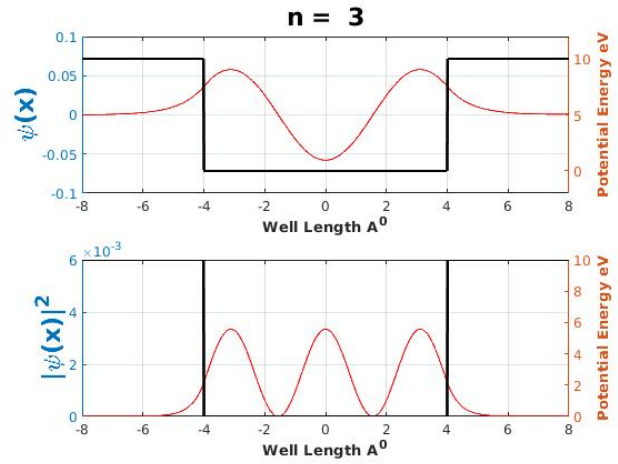 n = 3
0.1
0.05
0
-0.05
-0.1
ψ(x)
10
5
0
Potential Energy eV
-8 -6 -4 -2 0 2 4 6 8
Well Length A⁰
×10⁻³
6
4
2
0
|ψ(x)|²
10
8
6
4
2
0
Potential Energy eV
-8 -6 -4 -2 0 2 4 6 8
Well Length A⁰